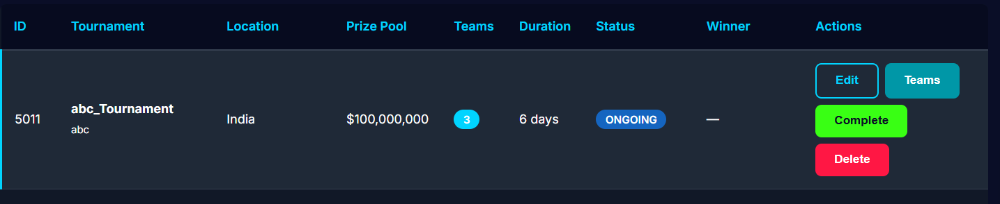 ID Tournament Location Prize Pool Teams Duration Status Winner Actions
5011 abc_Tournament India $100,000,000 3 6 days ONGOING — Edit Teams
abc
Complete
Delete